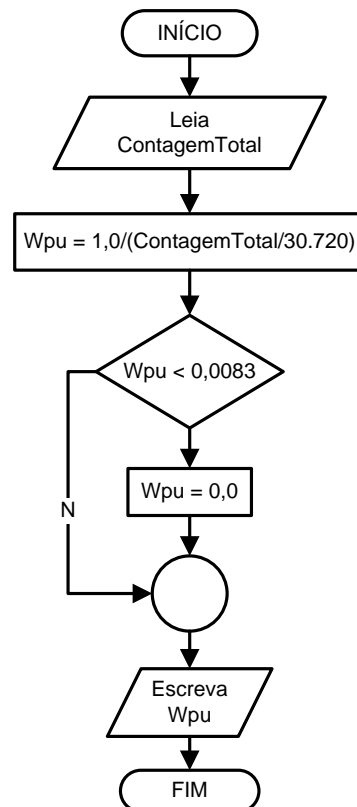 INÍCIO
Leia
ContagemTotal
Wpu = 1,0/(ContagemTotal/30.720)
Wpu < 0,0083
Wpu = 0,0
N
Escreva
Wpu
FIM